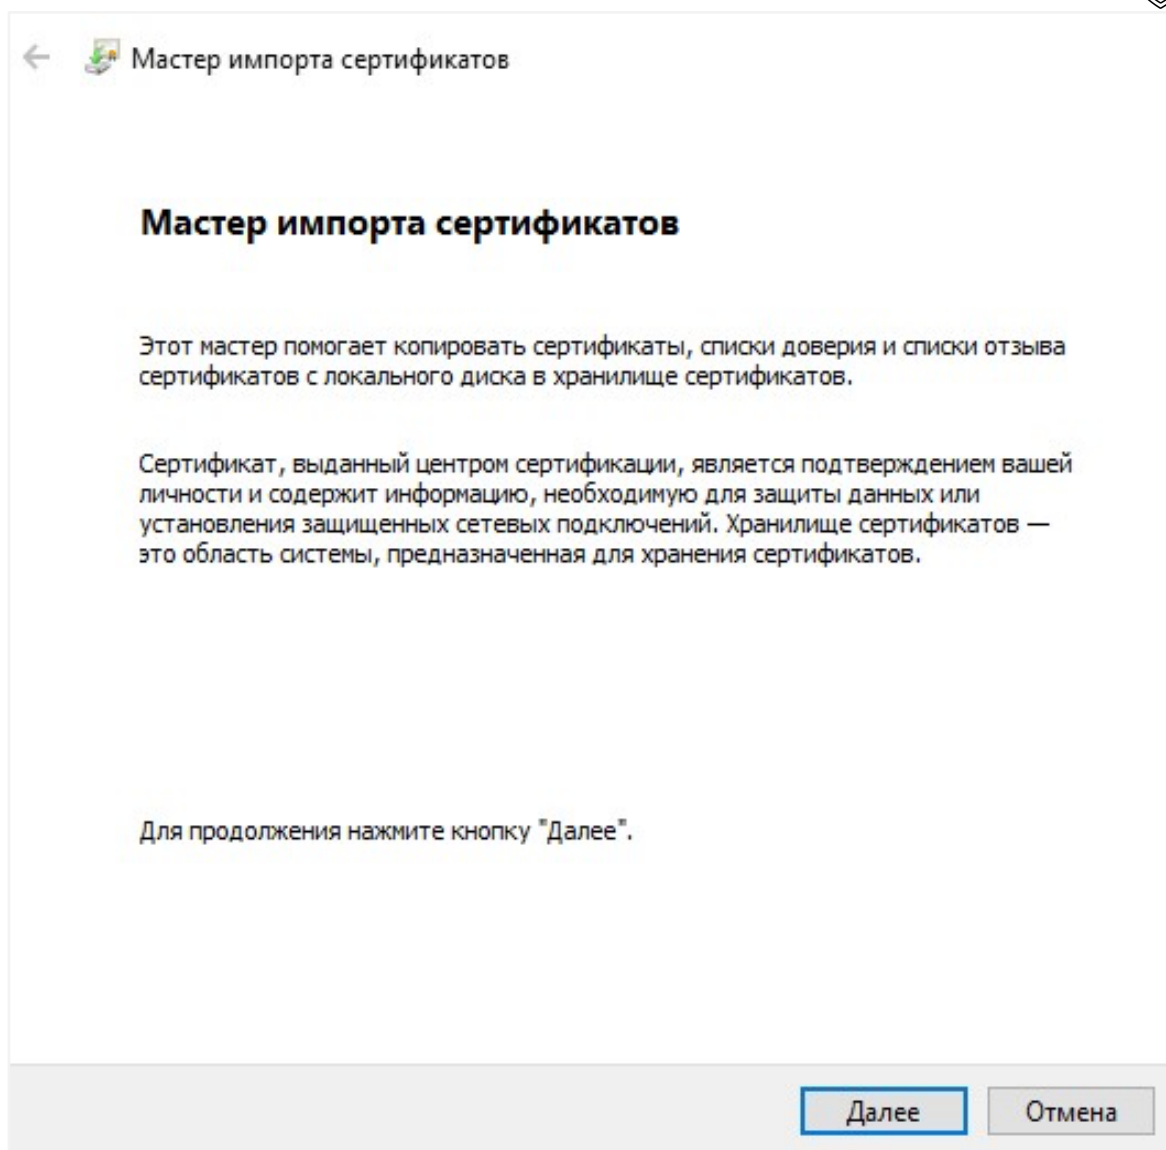 Мастер импорта сертификатов
Мастер импорта сертификатов
Этот мастер помогает копировать сертификаты, списки доверия и списки отзыва
сертификатов с локального диска в хранилище сертификатов.
Сертификат, выданный центром сертификации, является подтверждением вашей
личности и содержит информацию, необходимую для защиты данных или
установления защищенных сетевых подключений. Хранилище сертификатов —
это область системы, предназначенная для хранения сертификатов.
Для продолжения нажмите кнопку "Далее".
Далее
Отмена